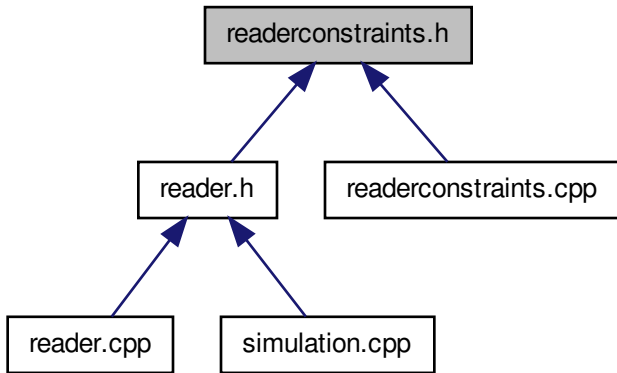 readerconstraints.h
reader.h
readerconstraints.cpp
reader.cpp
simulation.cpp